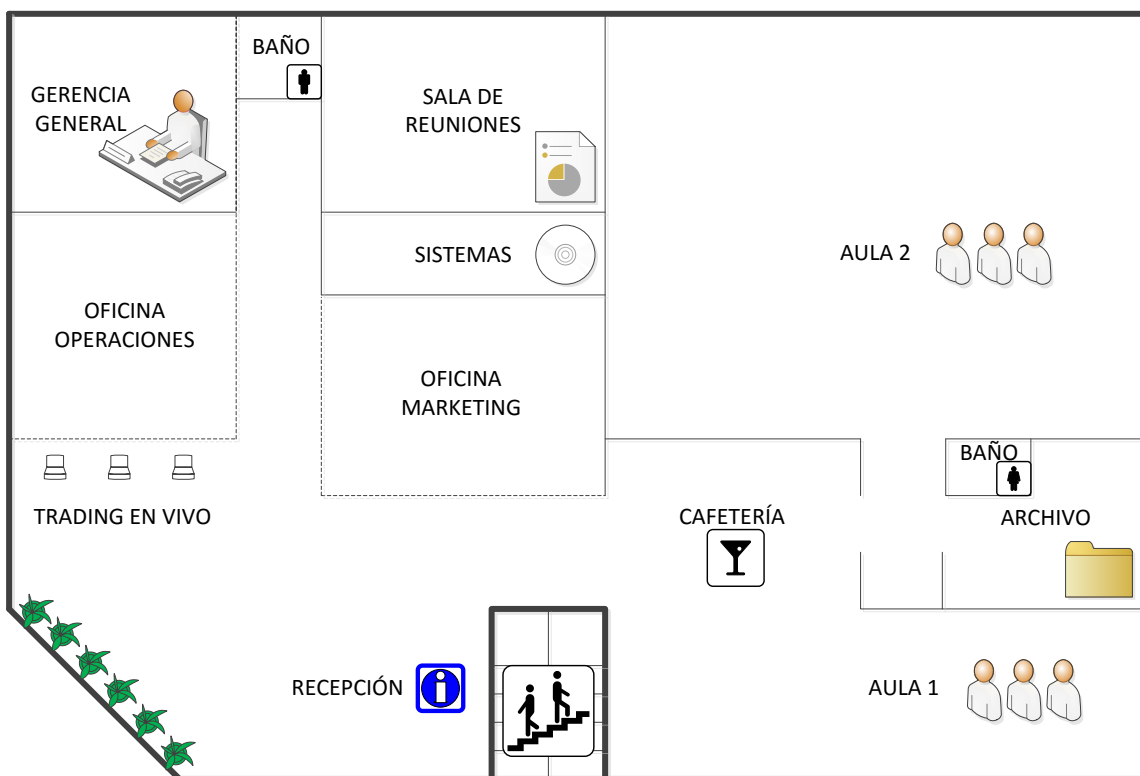 BAÑO
GERENCIA
GENERAL
SALA DE
REUNIONES
SISTEMAS
AULA 2
OFICINA
OPERACIONES
OFICINA
MARKETING
BAÑO
TRADING EN VIVO
CAFETERÍA
ARCHIVO
RECEPCIÓN
AULA 1